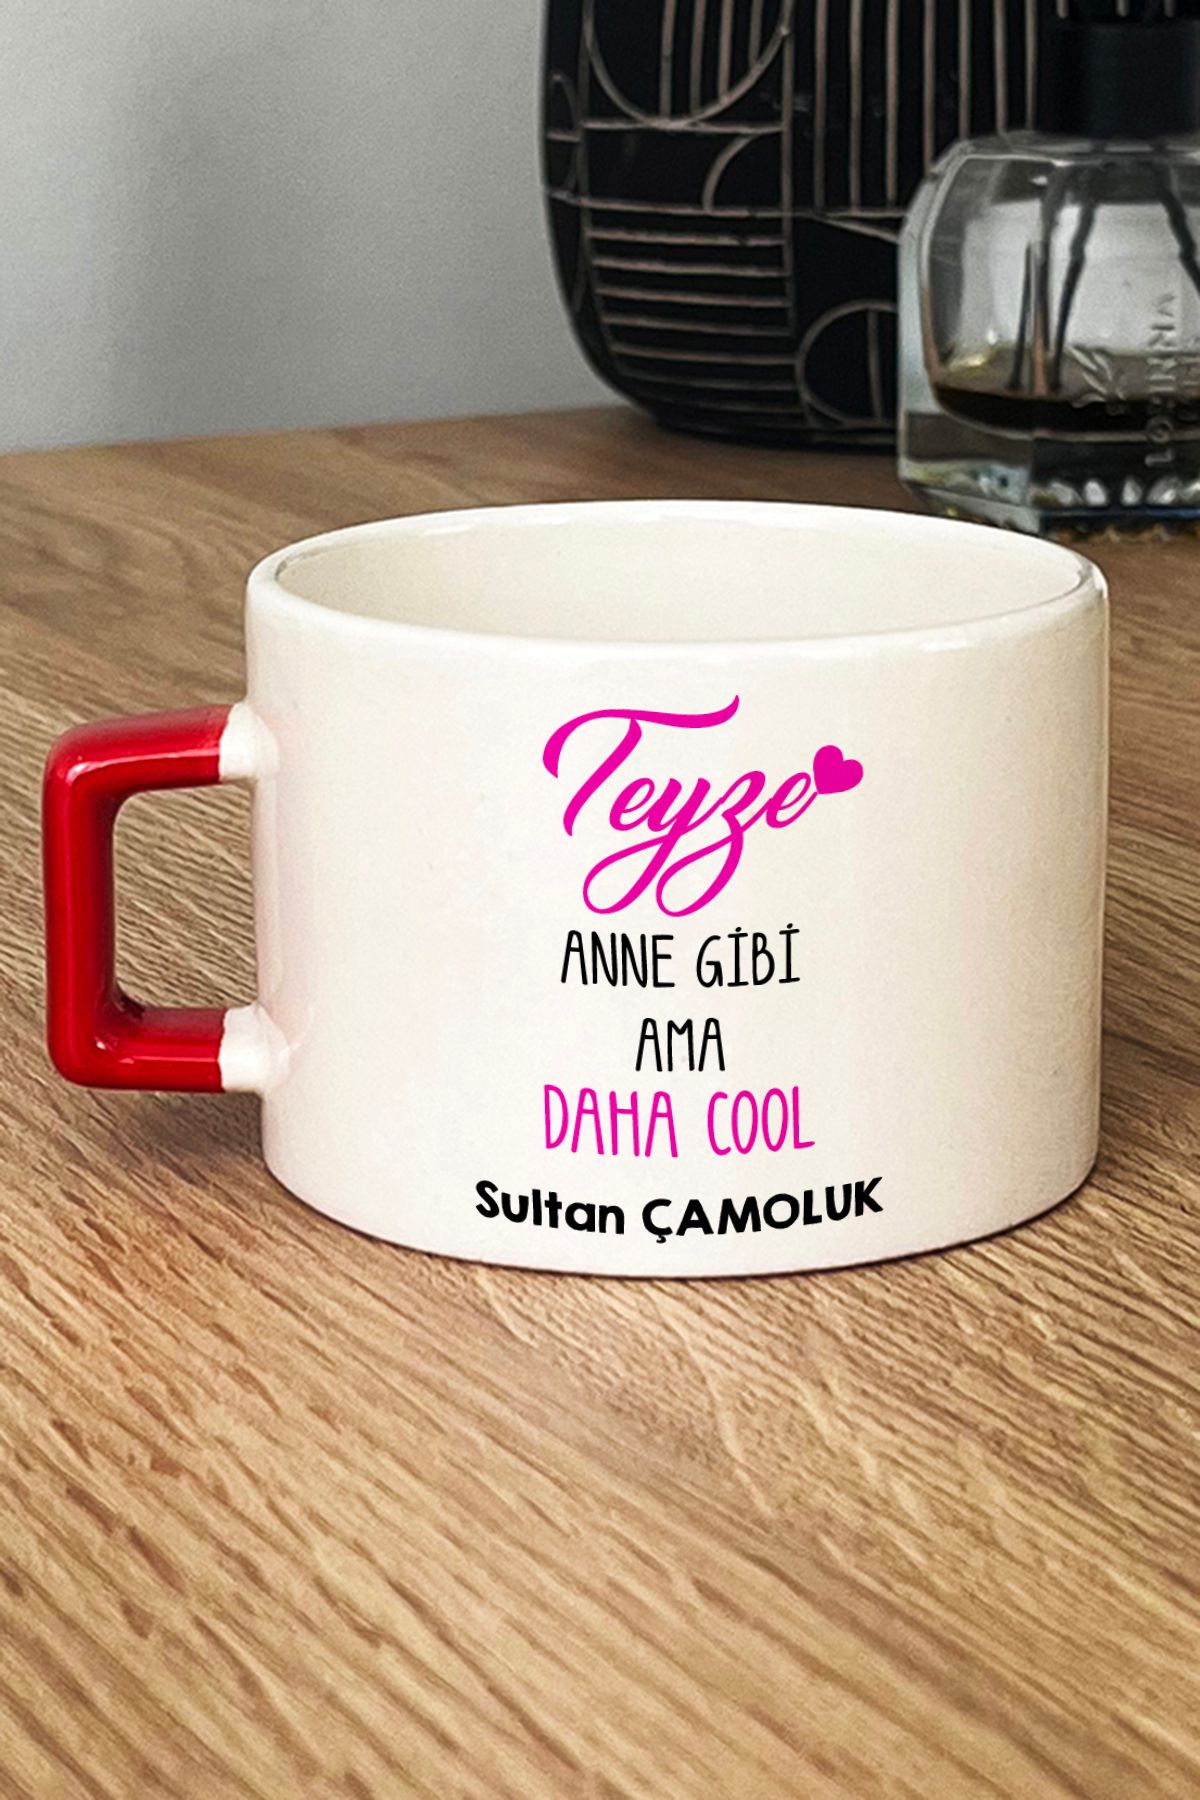 Teyze
ANNE GİBİ
AMA
DAHA COOL
Sultan ÇAMOLUK